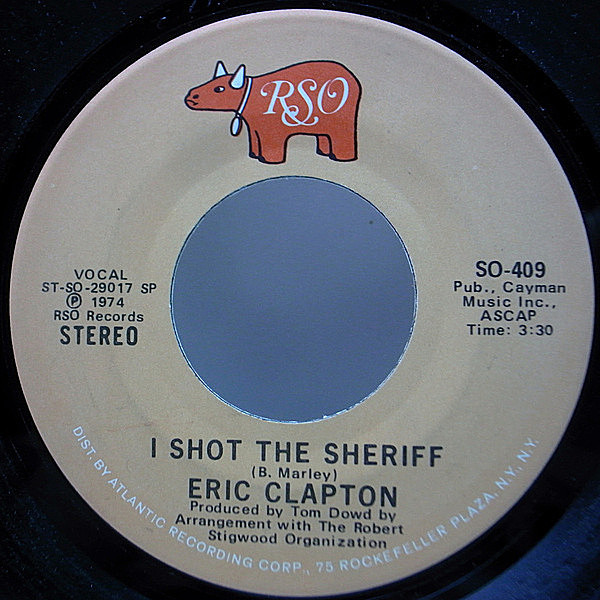 RSO
VOCAL
ST-SO-29017 SP
Ⓟ 1974
RSO Records
STEREO
SO-409
Pub., Cayman
Music Inc.,
ASCAP
Time: 3:30
I SHOT THE SHERIFF
(B. Marley)
ERIC CLAPTON
Produced by Tom Dowd by
Arrangement with The Robert
Stigwood Organization
DIST. BY ATLANTIC RECORDING CORP., 75 ROCKEFELLER PLAZA, N.Y., N.Y.